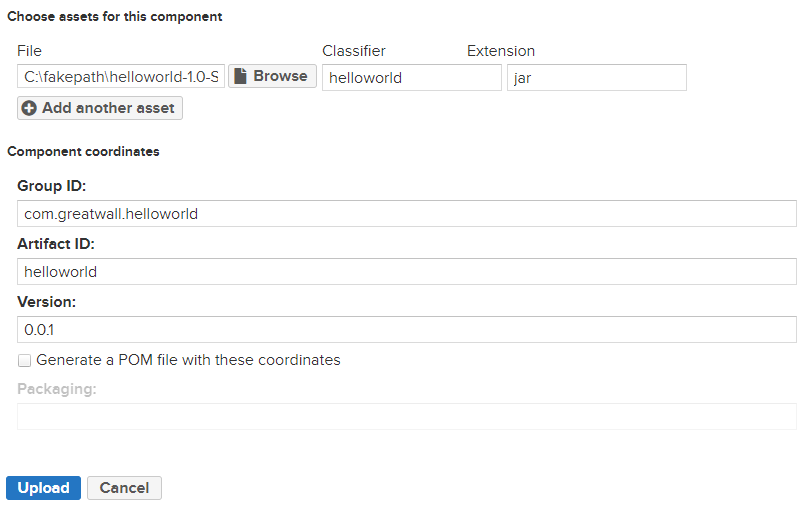 Choose assets for this component
File Classifier Extension
C:\fakepath\helloworld-1.0-S Browse helloworld jar
Add another asset
Component coordinates
Group ID:
com.greatwall.helloworld
Artifact ID:
helloworld
Version:
0.0.1
Generate a POM file with these coordinates
Packaging:
Upload Cancel